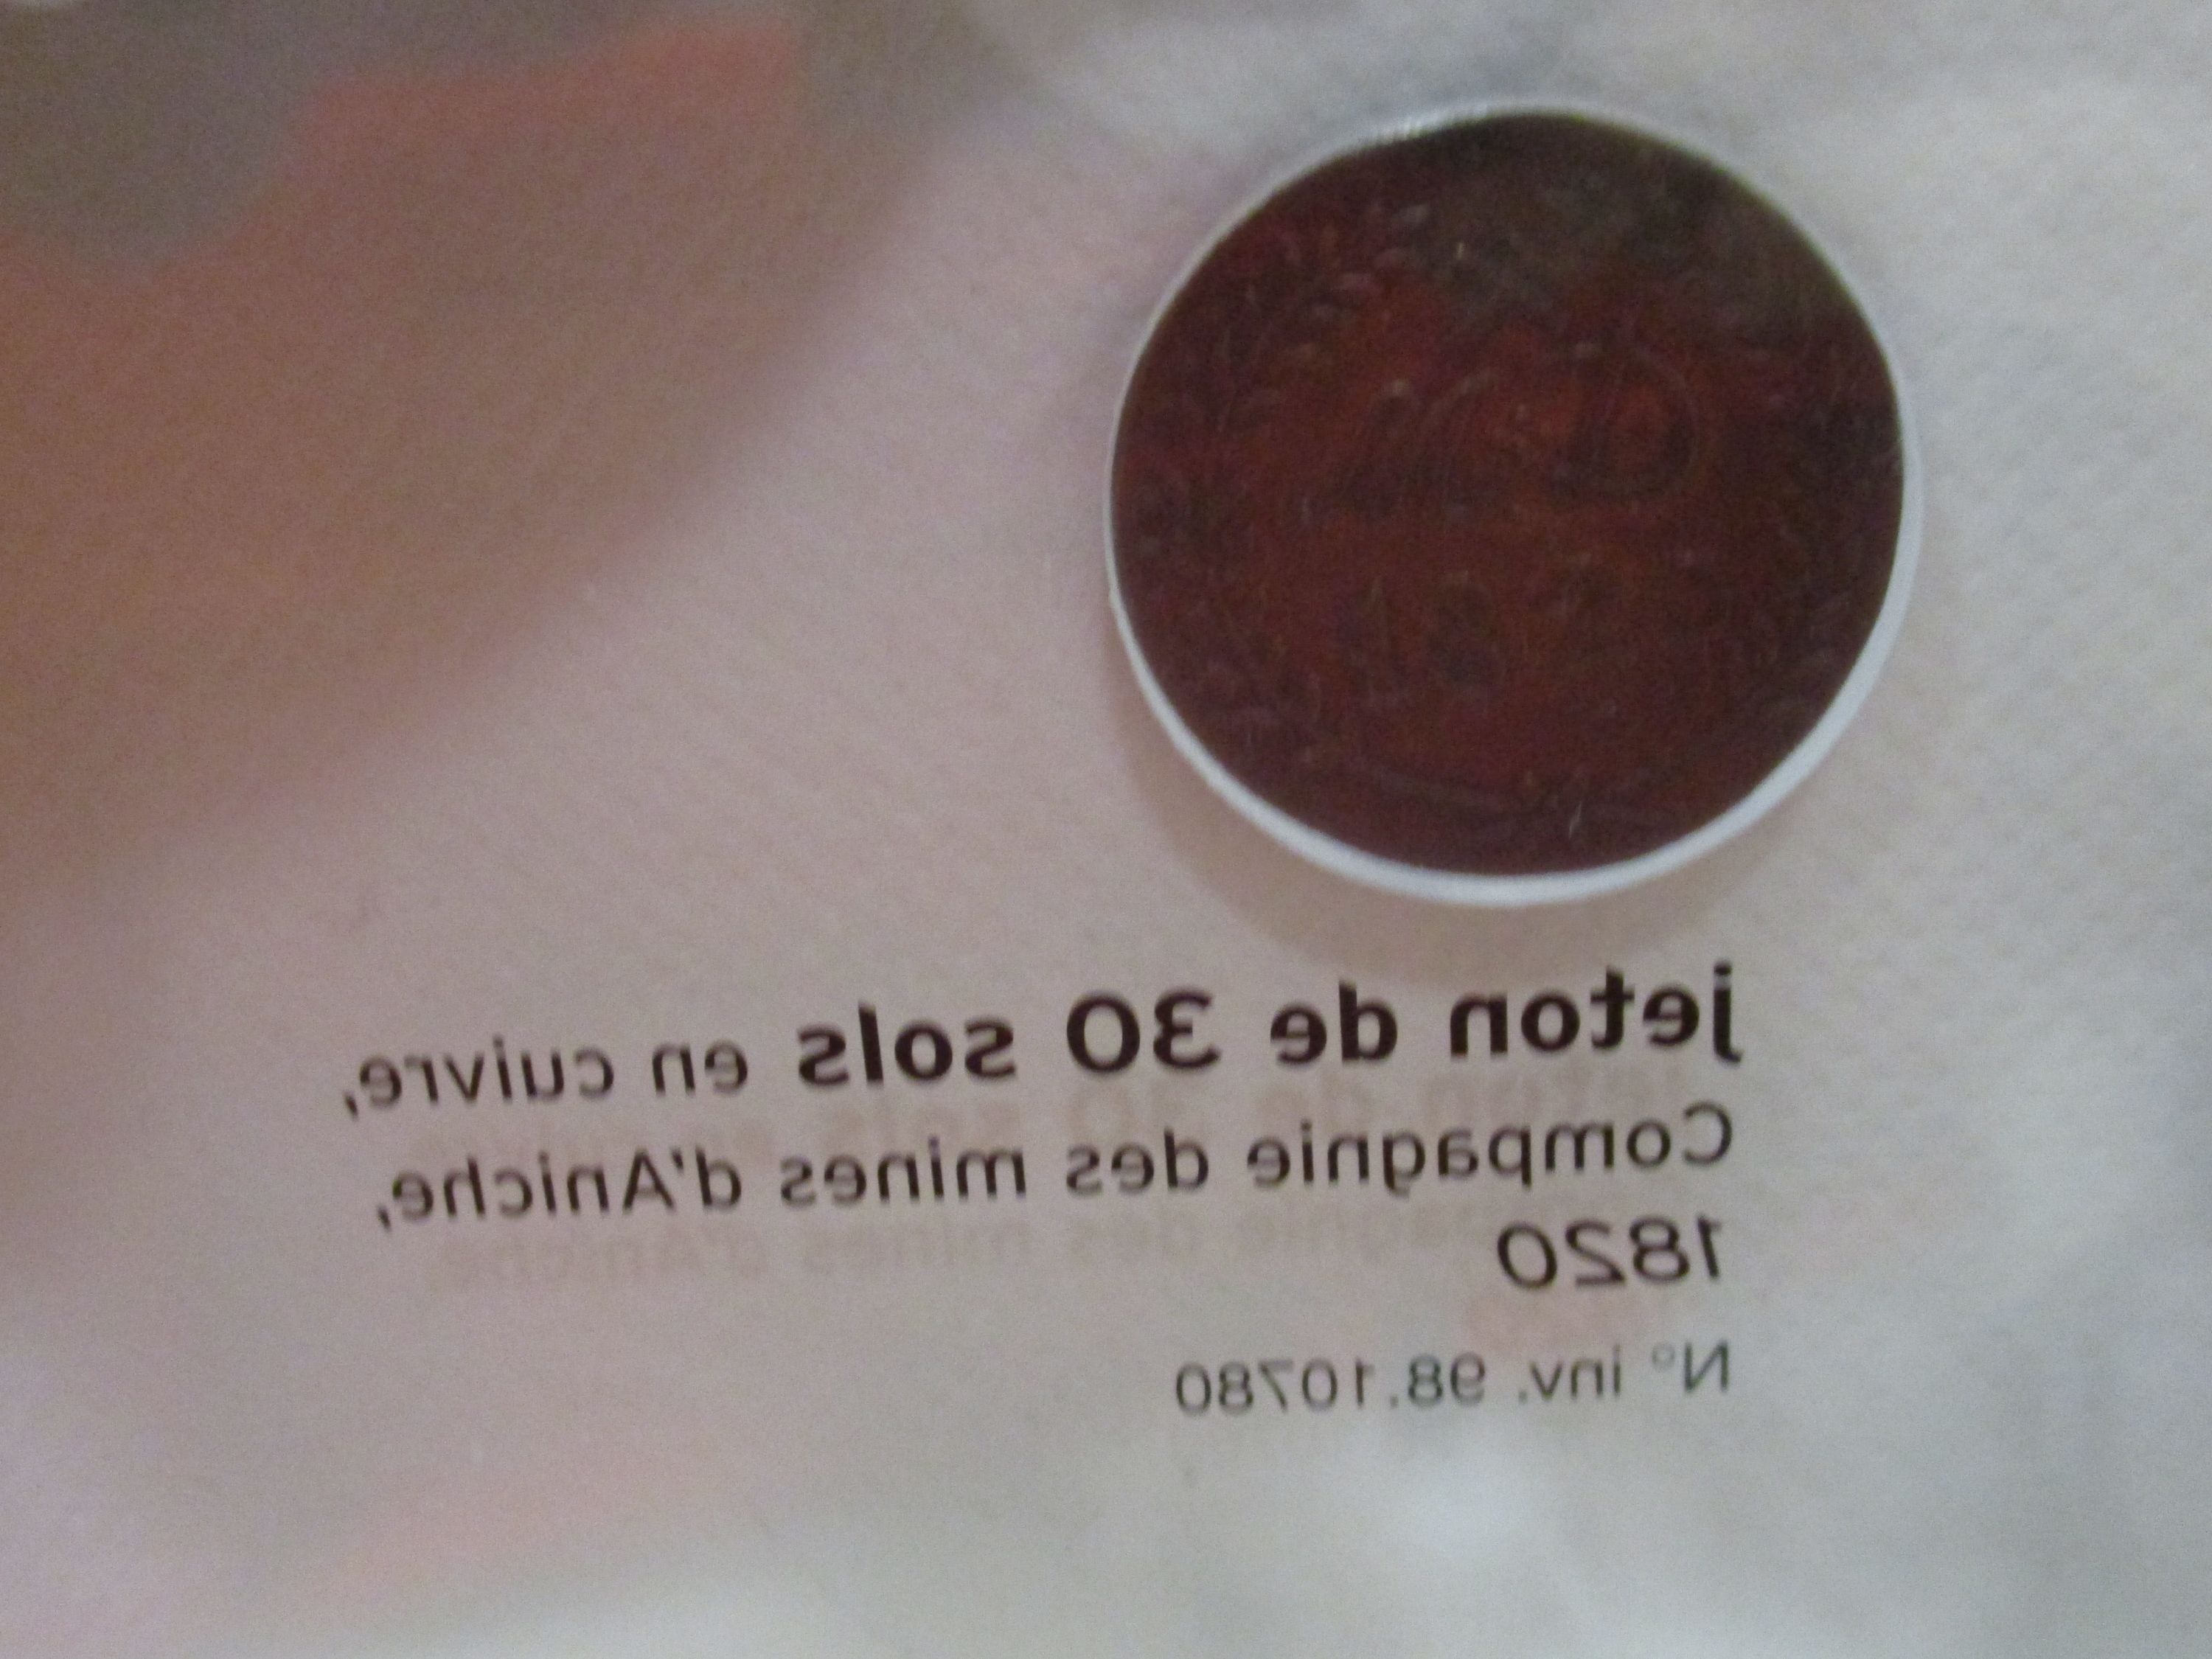 jeton de 30 sols en cuivre,
Compagnie des mines d'Aniche,
1820
N° inv. 98.10780